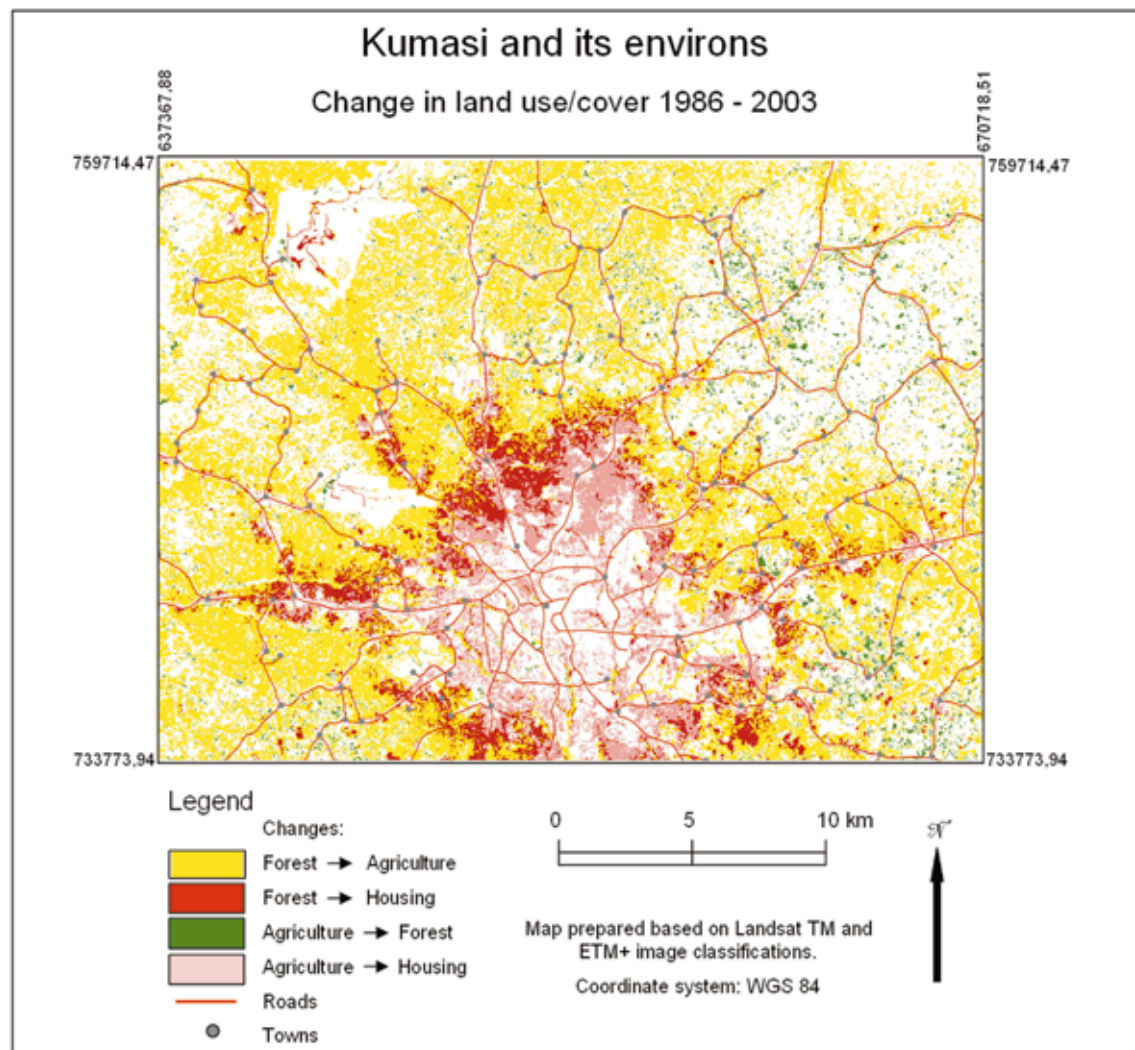 Kumasi and its environs
Change in land use/cover 1986 - 2003
637367,88
670718,51
759714,47
759714,47
733773,94
733773,94
Legend
Changes:
Forest → Agriculture
Forest → Housing
Agriculture → Forest
Agriculture → Housing
Roads
Towns
0 5 10 km
Map prepared based on Landsat TM and
ETM+ image classifications.
Coordinate system: WGS 84
N